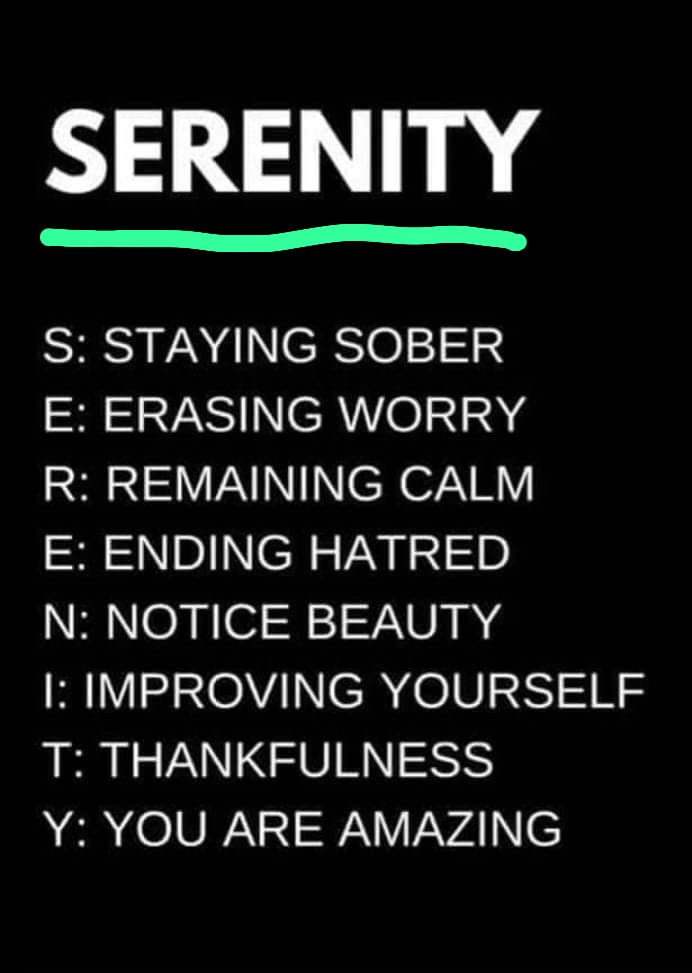 SERENITY
S: STAYING SOBER
E: ERASING WORRY
R: REMAINING CALM
E: ENDING HATRED
N: NOTICE BEAUTY
I: IMPROVING YOURSELF
T: THANKFULNESS
Y: YOU ARE AMAZING